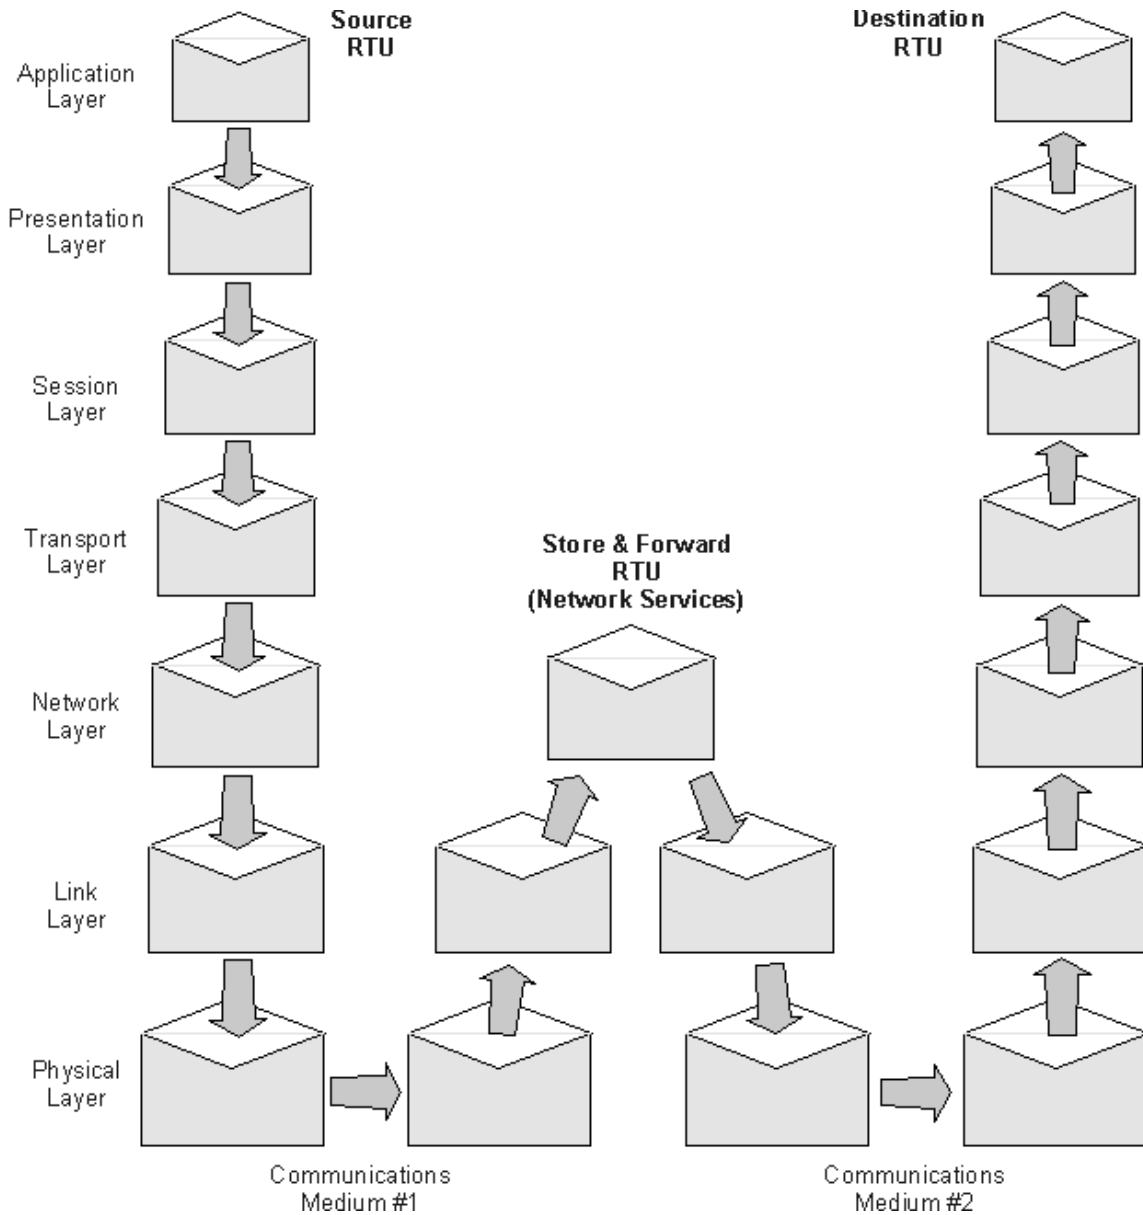 Source
RTU
Destination
RTU
Application
Layer
Presentation
Layer
Session
Layer
Transport
Layer
Store & Forward
RTU
(Network Services)
Network
Layer
Link
Layer
Physical
Layer
Communications
Medium #1
Communications
Medium #2